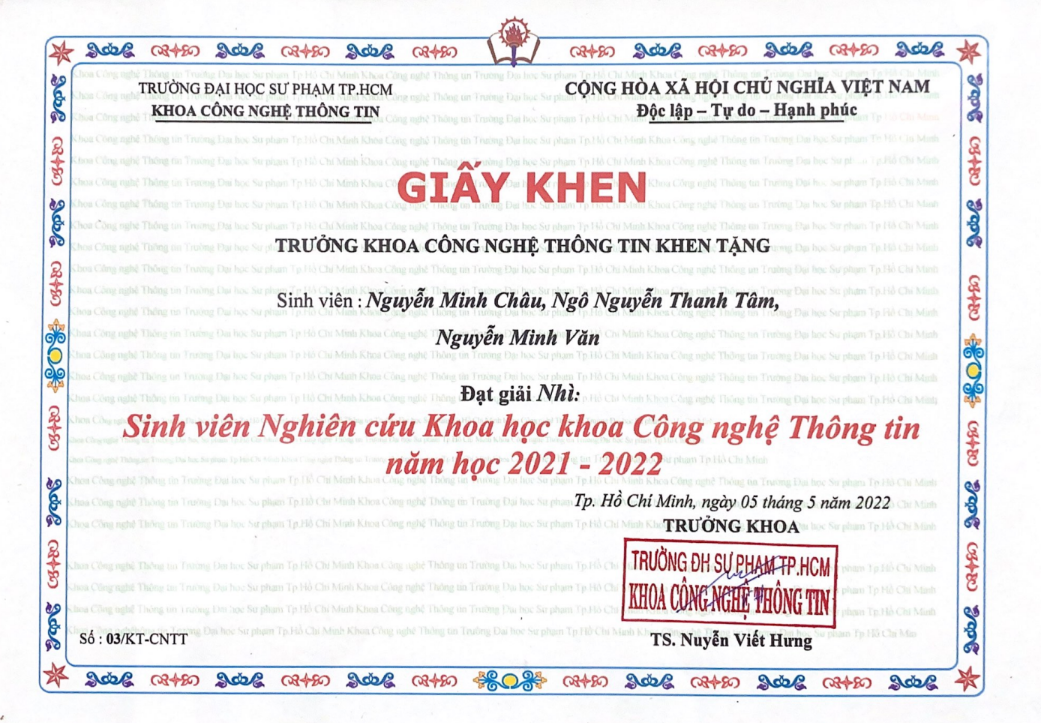 TRƯỜNG ĐẠI HỌC SƯ PHẠM TP.HCM
KHOA CÔNG NGHỆ THÔNG TIN
CỘNG HÒA XÃ HỘI CHỦ NGHĨA VIỆT NAM
Độc lập – Tự do – Hạnh phúc
GIẤY KHEN
TRƯỞNG KHOA CÔNG NGHỆ THÔNG TIN KHEN TẶNG
Sinh viên : Nguyễn Minh Châu, Ngô Nguyễn Thanh Tâm,
Nguyễn Minh Văn
Đạt giải Nhì:
Sinh viên Nghiên cứu Khoa học khoa Công nghệ Thông tin
năm học 2021 - 2022
Tp. Hồ Chí Minh, ngày 05 tháng 5 năm 2022
TRƯỞNG KHOA
TRƯỜNG ĐH SƯ PHẠM TP.HCM
KHOA CÔNG NGHỆ THÔNG TIN
Số : 03/KT-CNTT
TS. Nuyễn Viết Hưng